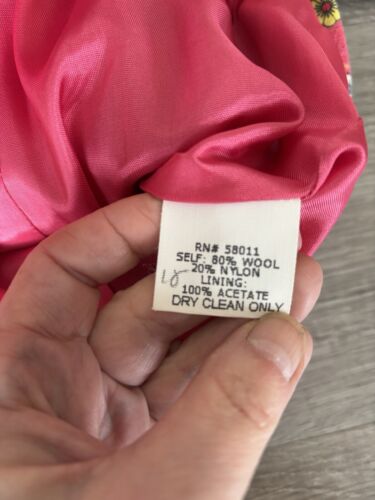 RN# 58011
SELF: 80% WOOL
20% NYLON
LINING:
100% ACETATE
DRY CLEAN ONLY